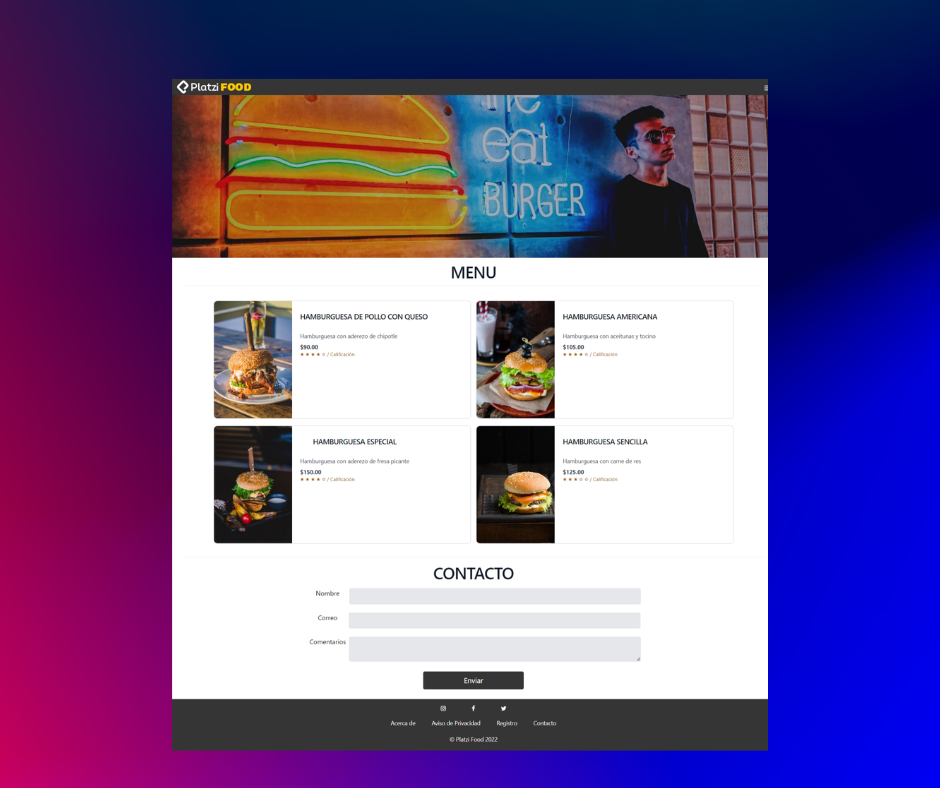 Platzi FOOD
the
eat
BURGER
MENU
HAMBURGUESA DE POLLO CON QUESO
Hamburguesa con aderezo de chipotle
$90.00
★ ★ ★ ★ ☆ / Calificación
HAMBURGUESA AMERICANA
Hamburguesa con aceitunas y tocino
$105.00
★ ★ ★ ★ ☆ / Calificación
HAMBURGUESA ESPECIAL
Hamburguesa con aderezo de fresa picante
$150.00
★ ★ ★ ★ ☆ / Calificación
HAMBURGUESA SENCILLA
Hamburguesa con carne de res
$125.00
★ ★ ★ ☆ ☆ / Calificación
CONTACTO
Nombre
Correo
Comentarios
Enviar
Acerca de Aviso de Privacidad Registro Contacto
© Platzi Food 2022